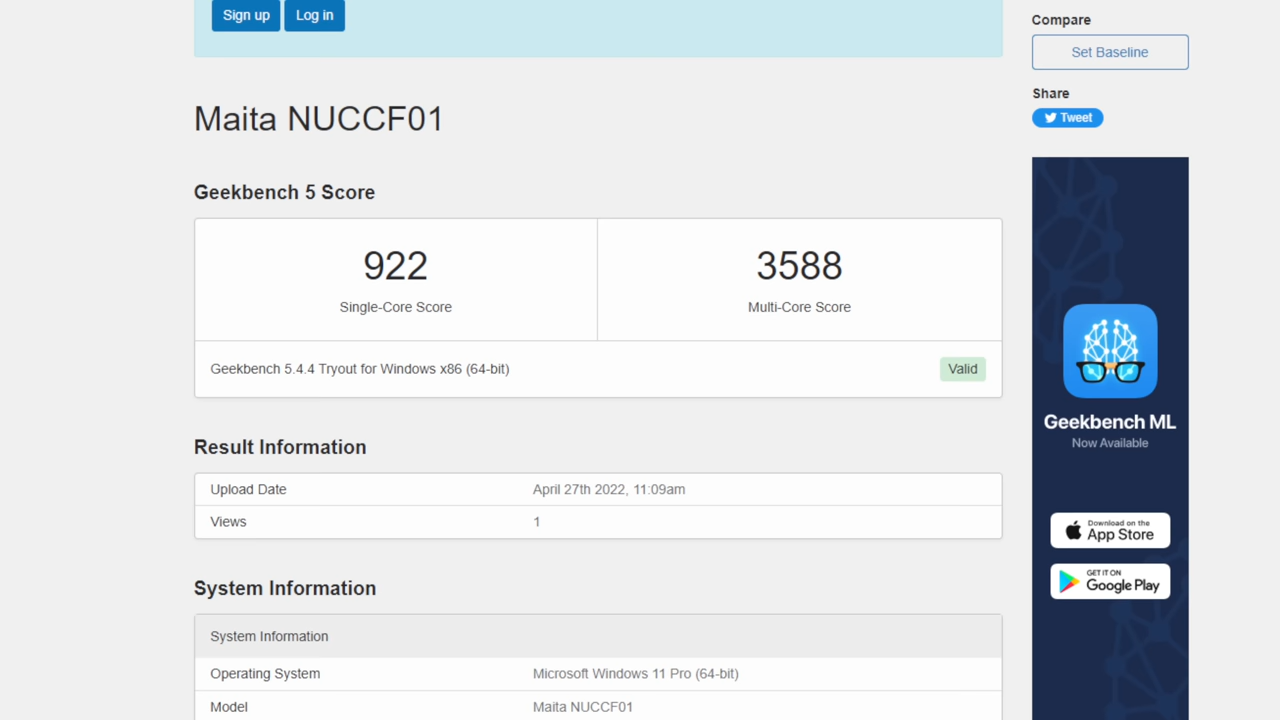 Sign up
Log in
Maita NUCCF01
Geekbench 5 Score
922
Single-Core Score
3588
Multi-Core Score
Geekbench 5.4.4 Tryout for Windows x86 (64-bit)
Valid
Result Information
Upload Date April 27th 2022, 11:09am
Views 1
System Information
System Information
Operating System Microsoft Windows 11 Pro (64-bit)
Model Maita NUCCF01
Compare
Set Baseline
Share
Tweet
Geekbench ML
Now Available
Download on the
App Store
GET IT ON
Google Play